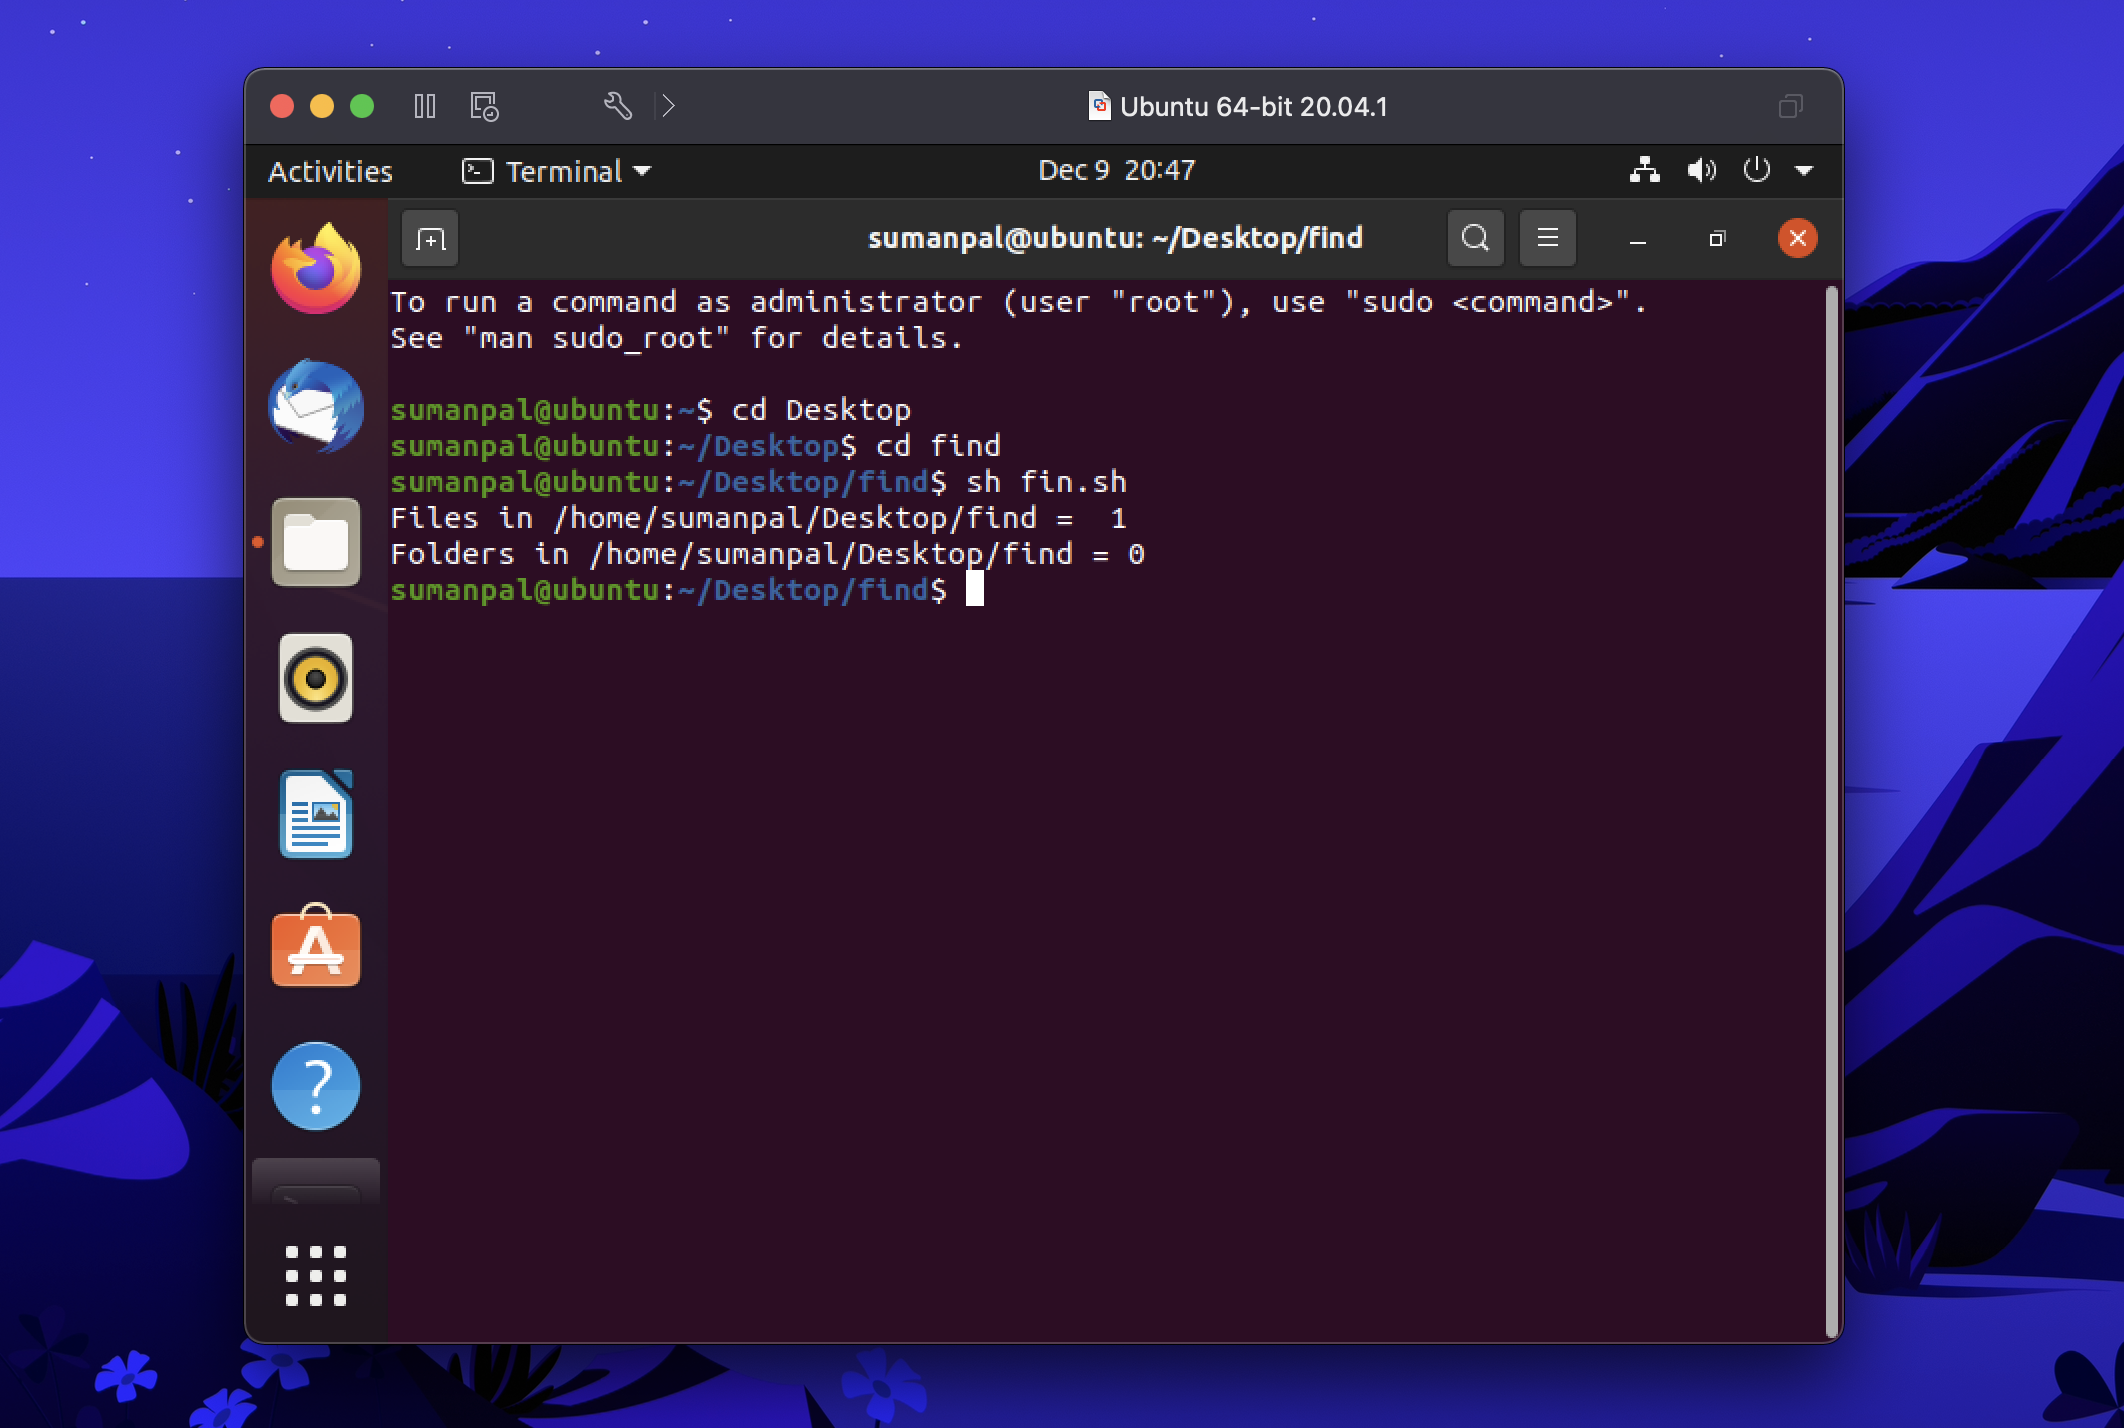 Ubuntu 64-bit 20.04.1
Activities Terminal Dec 9 20:47
sumanpal@ubuntu: ~/Desktop/find
To run a command as administrator (user "root"), use "sudo <command>".
See "man sudo_root" for details.
sumanpal@ubuntu:~$ cd Desktop
sumanpal@ubuntu:~/Desktop$ cd find
sumanpal@ubuntu:~/Desktop/find$ sh fin.sh
Files in /home/sumanpal/Desktop/find =  1
Folders in /home/sumanpal/Desktop/find = 0
sumanpal@ubuntu:~/Desktop/find$